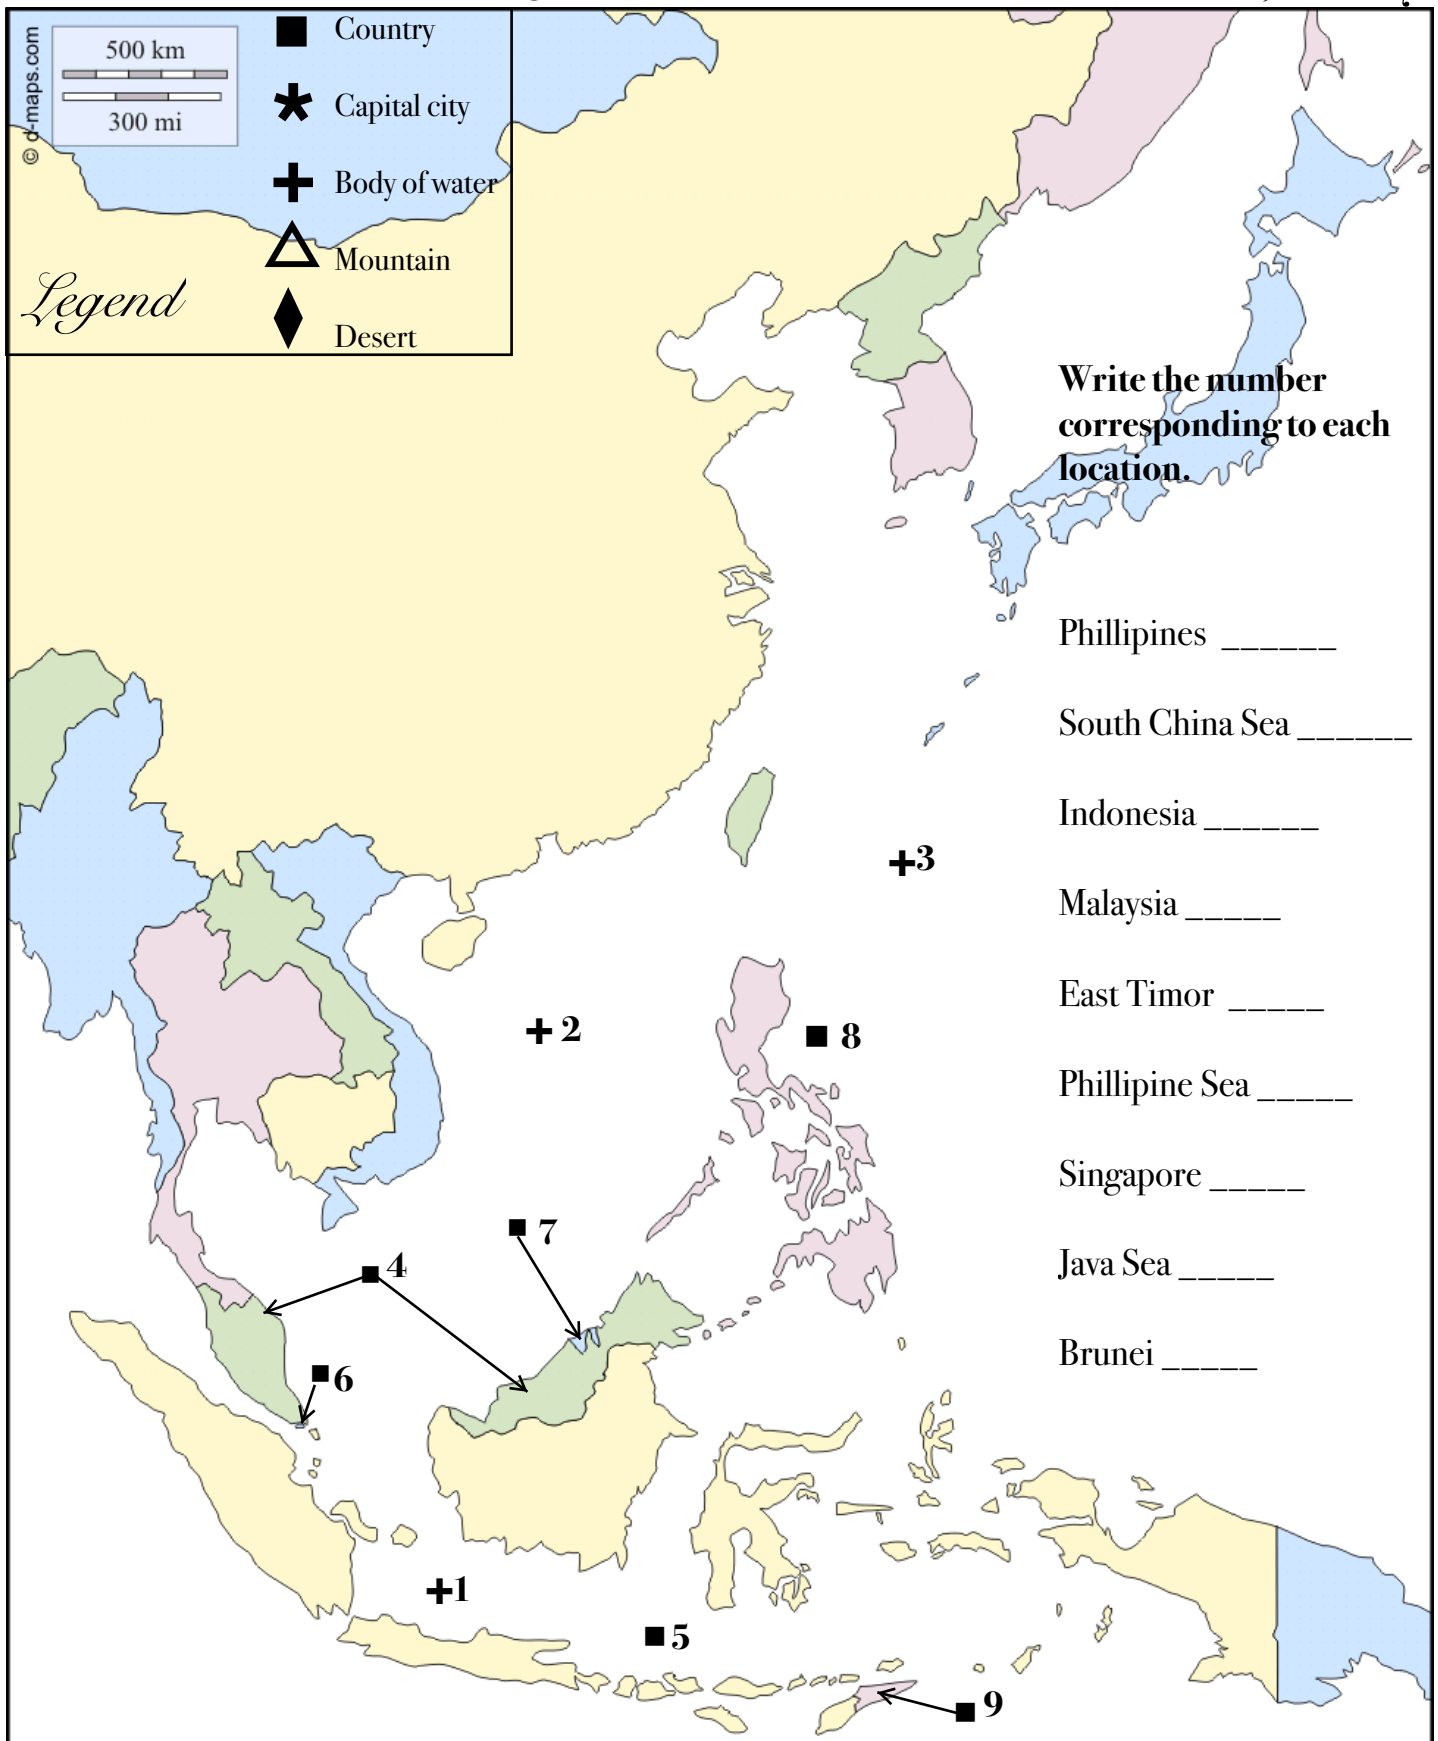 © d-maps.com
500 km
300 mi
Country
Capital city
Body of water
Mountain
Desert
Legend
Write the number
corresponding to each
location.
Phillipines ______
South China Sea ______
Indonesia ______
Malaysia _____
East Timor _____
Phillipine Sea _____
Singapore _____
Java Sea _____
Brunei _____
3
2
8
7
4
6
1
5
9